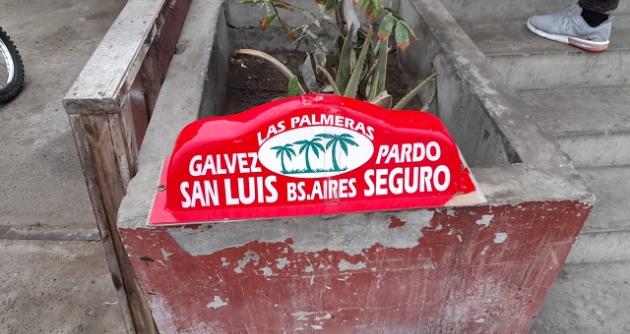 LAS PALMERAS
GALVEZ PARDO
SAN LUIS BS.AIRES SEGURO